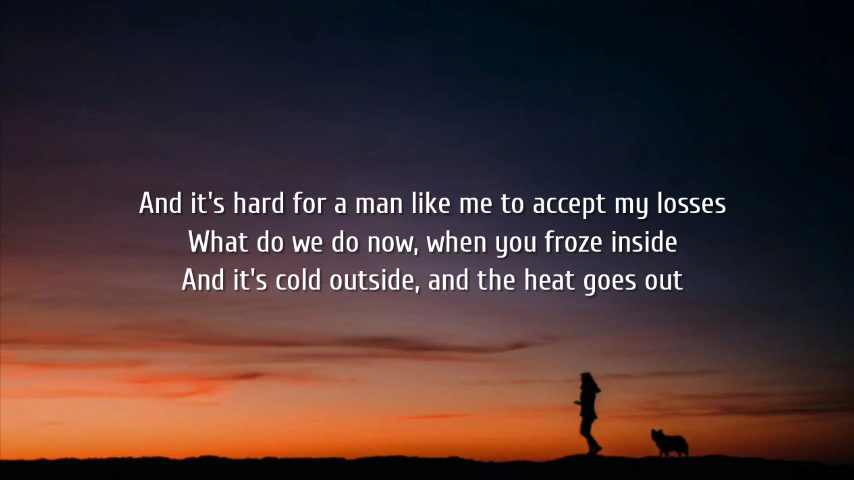 And it's hard for a man like me to accept my losses
What do we do now, when you froze inside
And it's cold outside, and the heat goes out